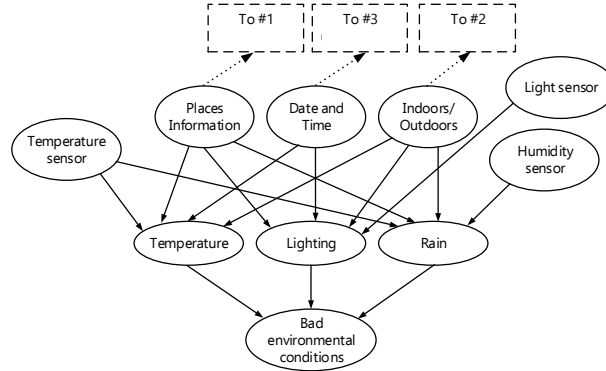 To #1
To #3
To #2
Places
Information
Date and
Time
Indoors/
Outdoors
Light sensor
Temperature
sensor
Humidity
sensor
Temperature
Lighting
Rain
Bad
environmental
conditions